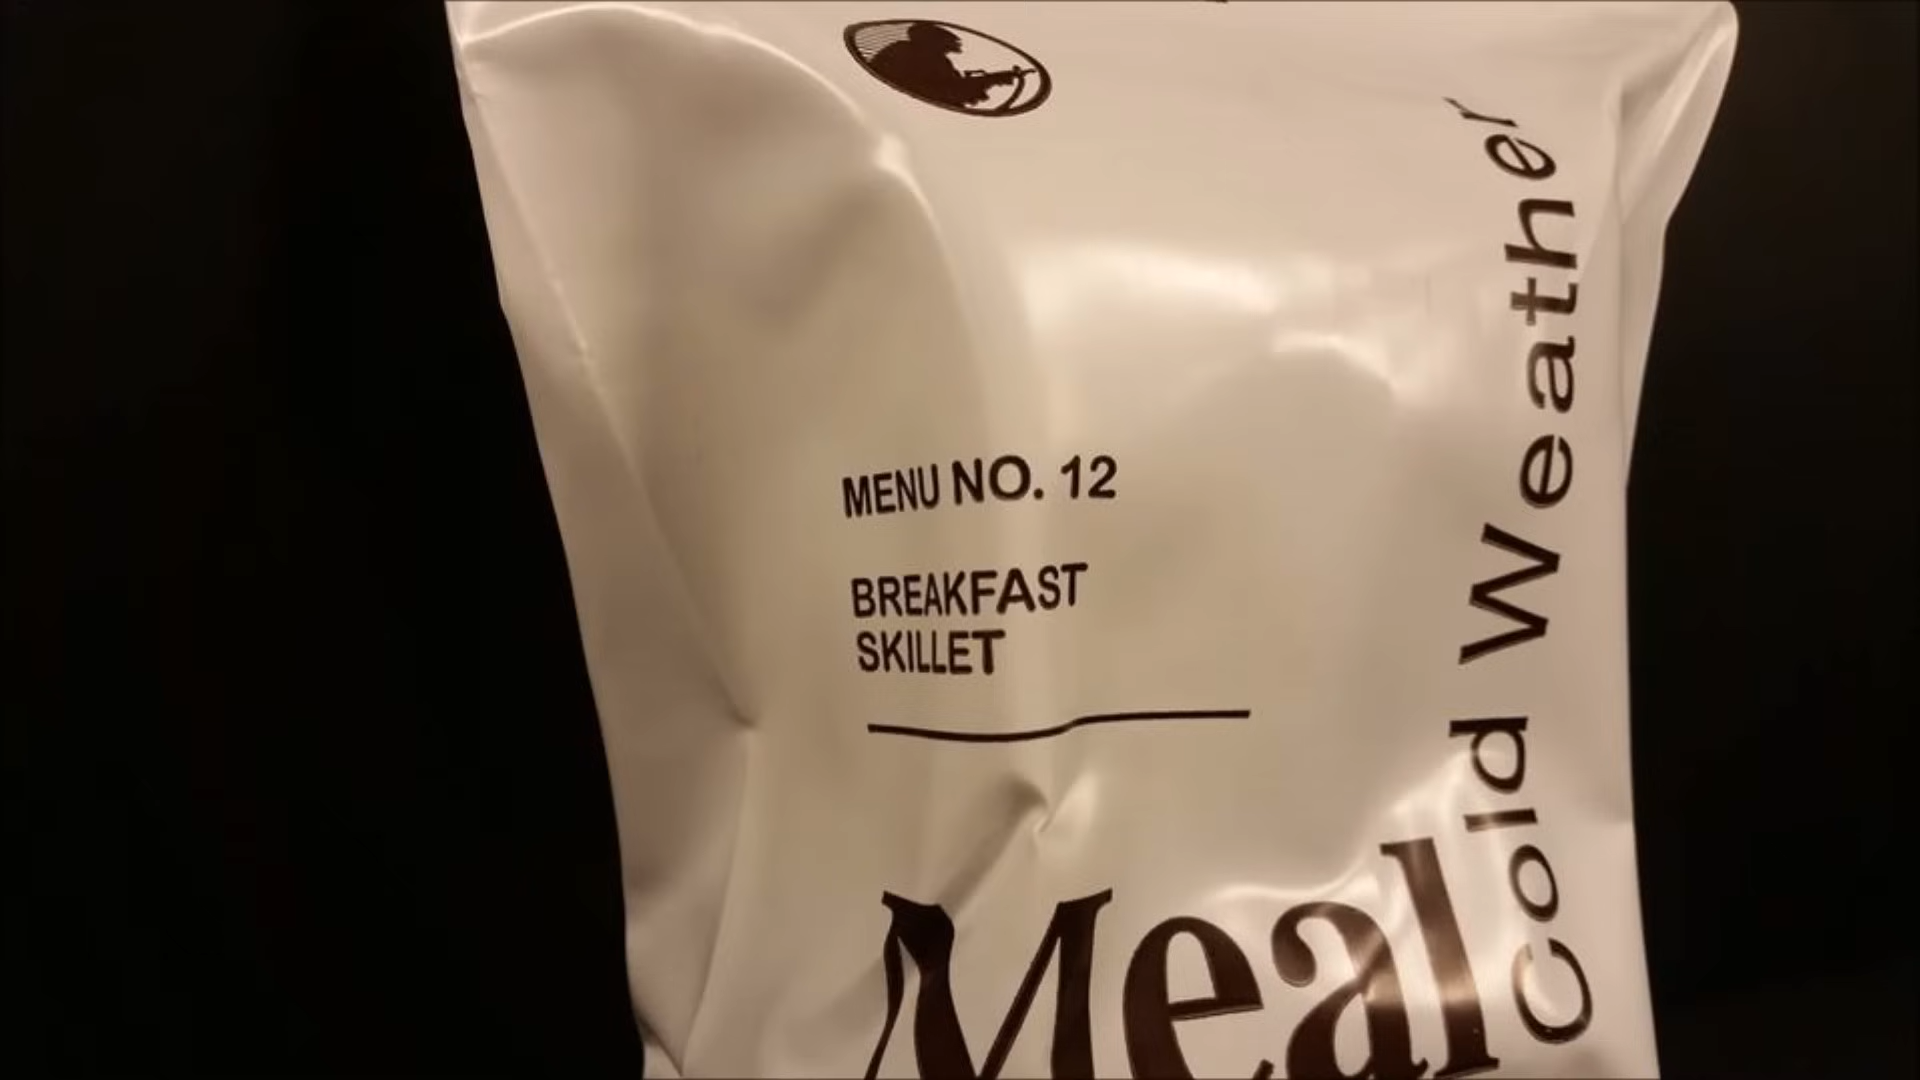 MENU NO. 12
BREAKFAST
SKILLET
Meal
Cold Weather